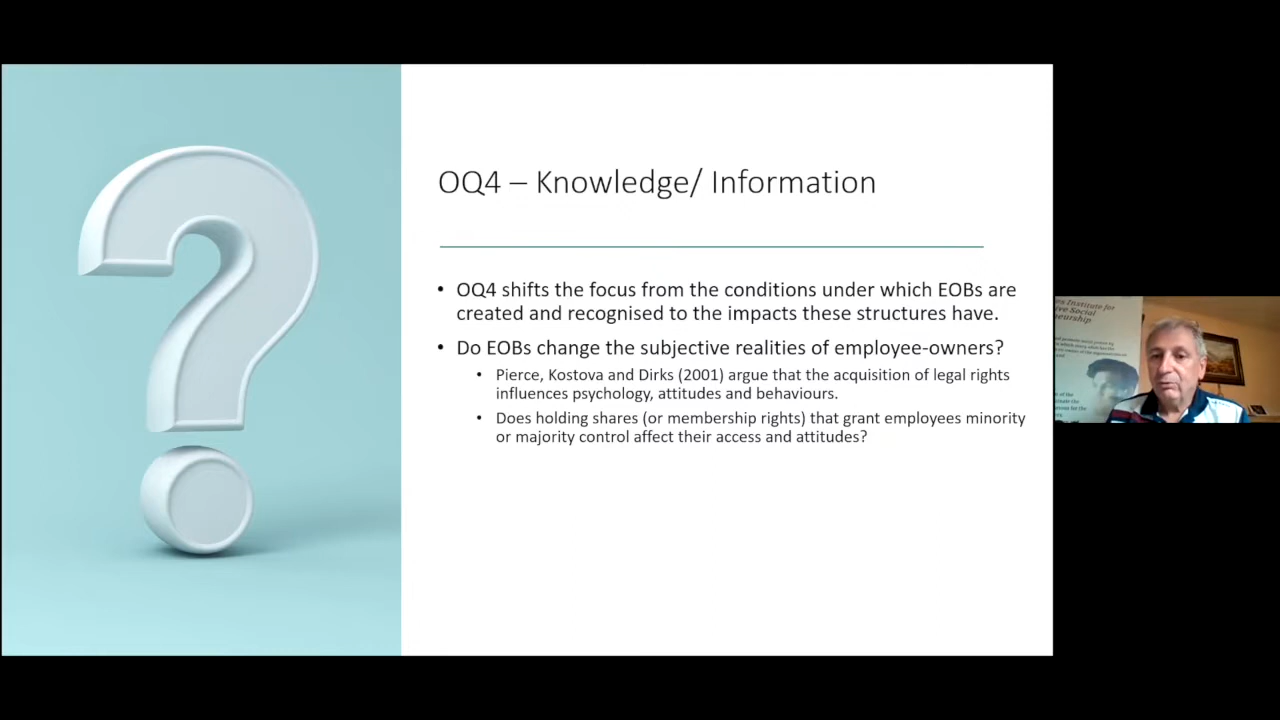 OQ4 – Knowledge/ Information
• OQ4 shifts the focus from the conditions under which EOBs are
created and recognised to the impacts these structures have.
• Do EOBs change the subjective realities of employee-owners?
• Pierce, Kostova and Dirks (2001) argue that the acquisition of legal rights
influences psychology, attitudes and behaviours.
• Does holding shares (or membership rights) that grant employees minority
or majority control affect their access and attitudes?
Institute for
Social